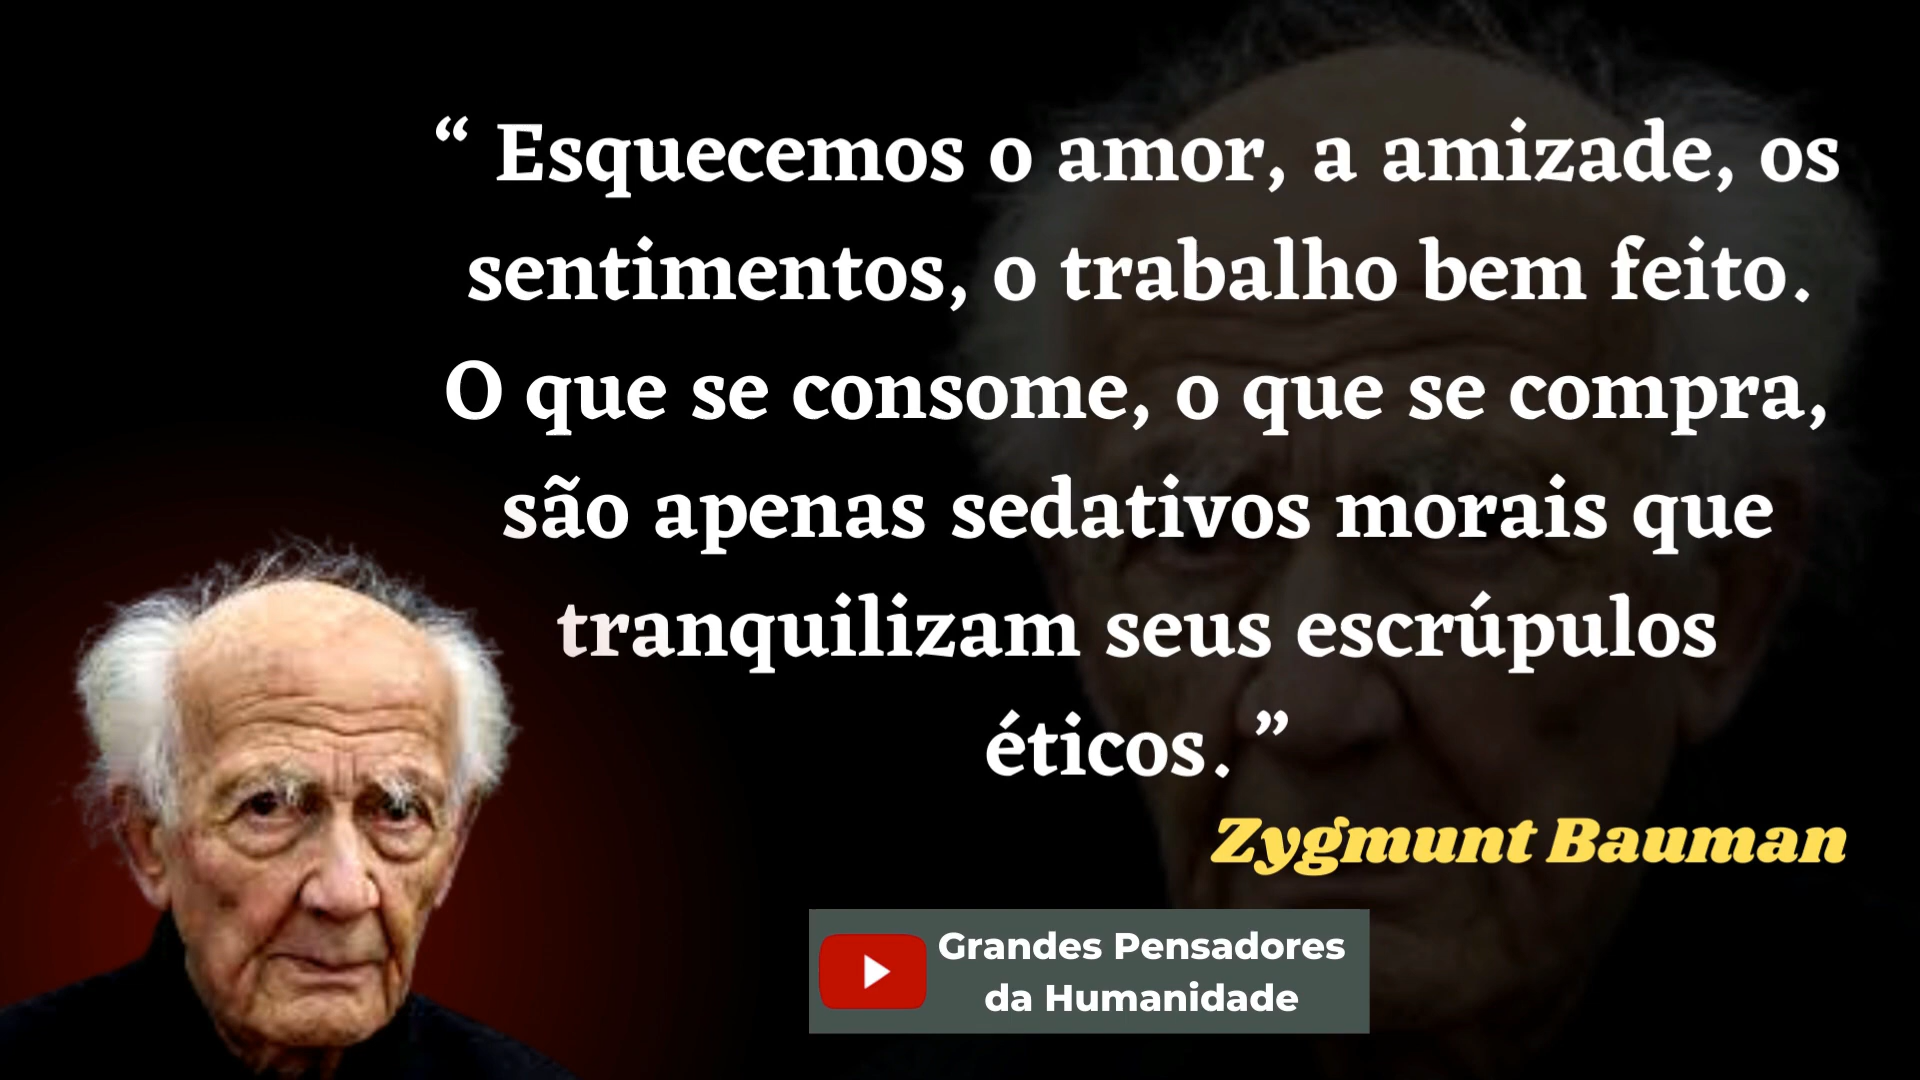 “ Esquecemos o amor, a amizade, os
sentimentos, o trabalho bem feito.
O que se consome, o que se compra,
são apenas sedativos morais que
tranquilizam seus escrúpulos
éticos. ”
Zygmunt Bauman
Grandes Pensadores
da Humanidade